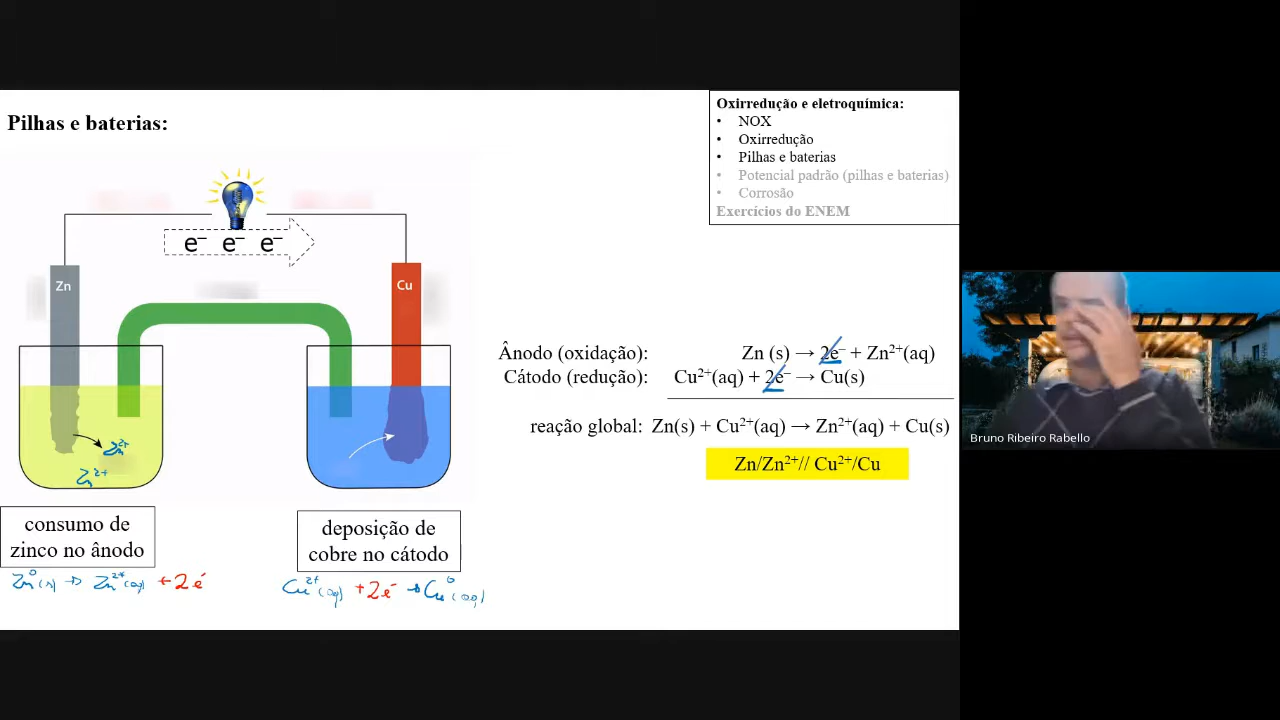 Pilhas e baterias:
Oxirredução e eletroquímica:
• NOX
• Oxirredução
• Pilhas e baterias
• Potencial padrão (pilhas e baterias)
• Corrosão
Exercícios do ENEM
e⁻ e⁻ e⁻
Zn
Cu
Zn²⁺
Zn²⁺
Ânodo (oxidação): Zn (s) → 2e⁻ + Zn²⁺(aq)
Cátodo (redução): Cu²⁺(aq) + 2e⁻ → Cu(s)
reação global: Zn(s) + Cu²⁺(aq) → Zn²⁺(aq) + Cu(s)
Zn/Zn²⁺// Cu²⁺/Cu
consumo de
zinco no ânodo
deposição de
cobre no cátodo
Zn⁰(s) → Zn²⁺(aq) + 2e⁻
Cu²⁺(aq) + 2e⁻ → Cu⁰(aq)
Bruno Ribeiro Rabello